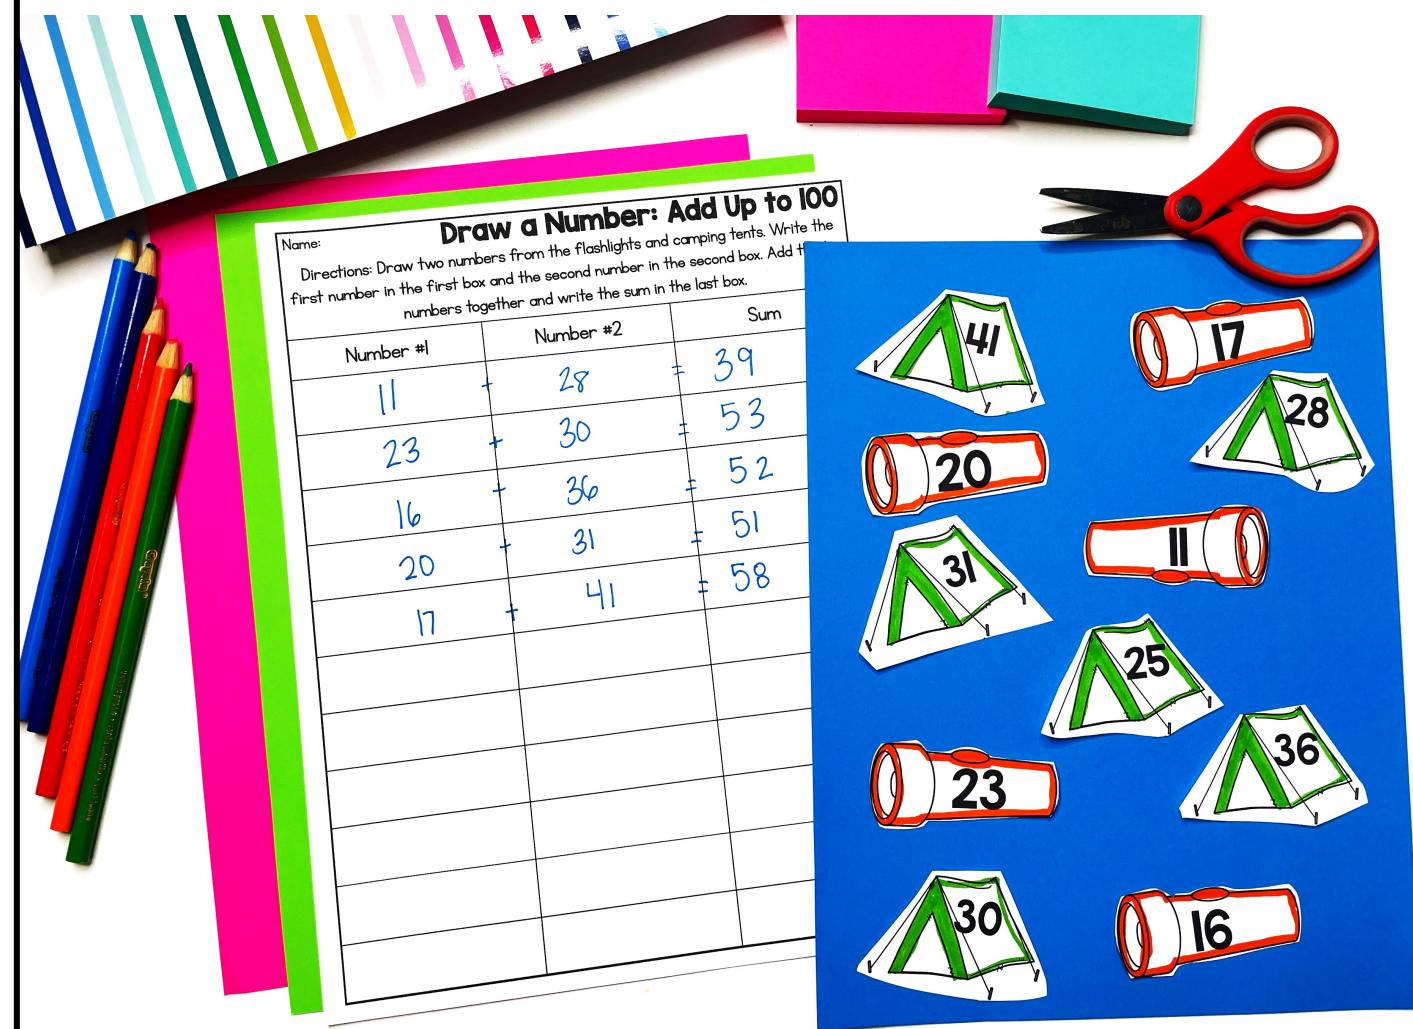 Draw a Number: Add Up to 100
Name:
Directions: Draw two numbers from the flashlights and camping tents. Write the
first number in the first box and the second number in the second box. Add
numbers together and write the sum in the last box.
Number #1 Number #2 Sum
11 + 28 = 39
23 + 30 = 53
16 + 36 = 52
20 + 31 = 51
17 + 41 = 58
41
17
28
20
11
31
25
36
23
30
16